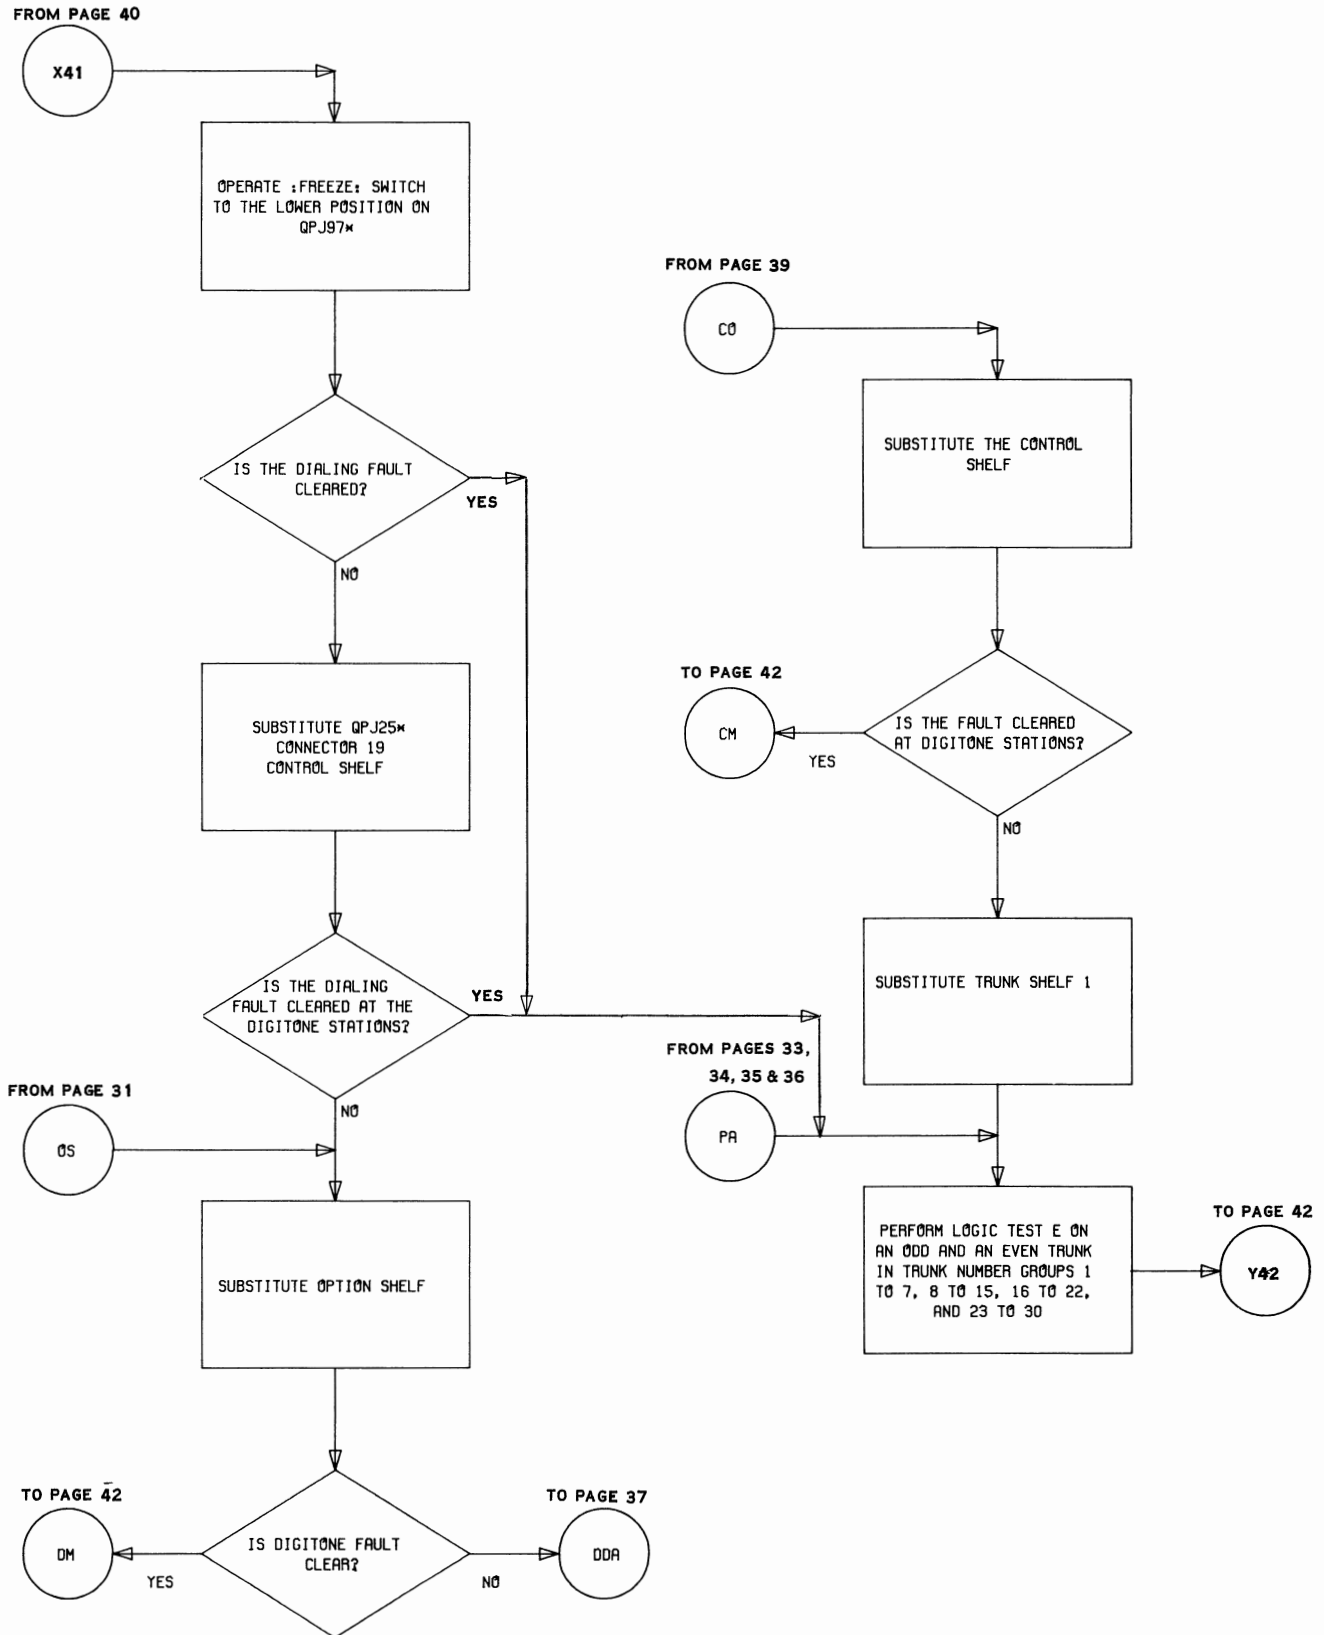 FROM PAGE 40
X41
OPERATE :FREEZE: SWITCH
TO THE LOWER POSITION ON
QPJ97*
IS THE DIALING FAULT
CLEARED?
YES
NO
SUBSTITUTE QPJ25*
CONNECTOR 19
CONTROL SHELF
IS THE DIALING
FAULT CLEARED AT THE
DIGITONE STATIONS?
YES
NO
FROM PAGE 31
OS
SUBSTITUTE OPTION SHELF
IS DIGITONE FAULT
CLEAR?
TO PAGE 42
DM
YES
NO
TO PAGE 37
DDA
FROM PAGE 39
CO
SUBSTITUTE THE CONTROL
SHELF
IS THE FAULT CLEARED
AT DIGITONE STATIONS?
TO PAGE 42
CM
YES
NO
SUBSTITUTE TRUNK SHELF 1
FROM PAGES 33,
34, 35 & 36
PA
PERFORM LOGIC TEST E ON
AN ODD AND AN EVEN TRUNK
IN TRUNK NUMBER GROUPS 1
TO 7, 8 TO 15, 16 TO 22,
AND 23 TO 30
TO PAGE 42
Y42